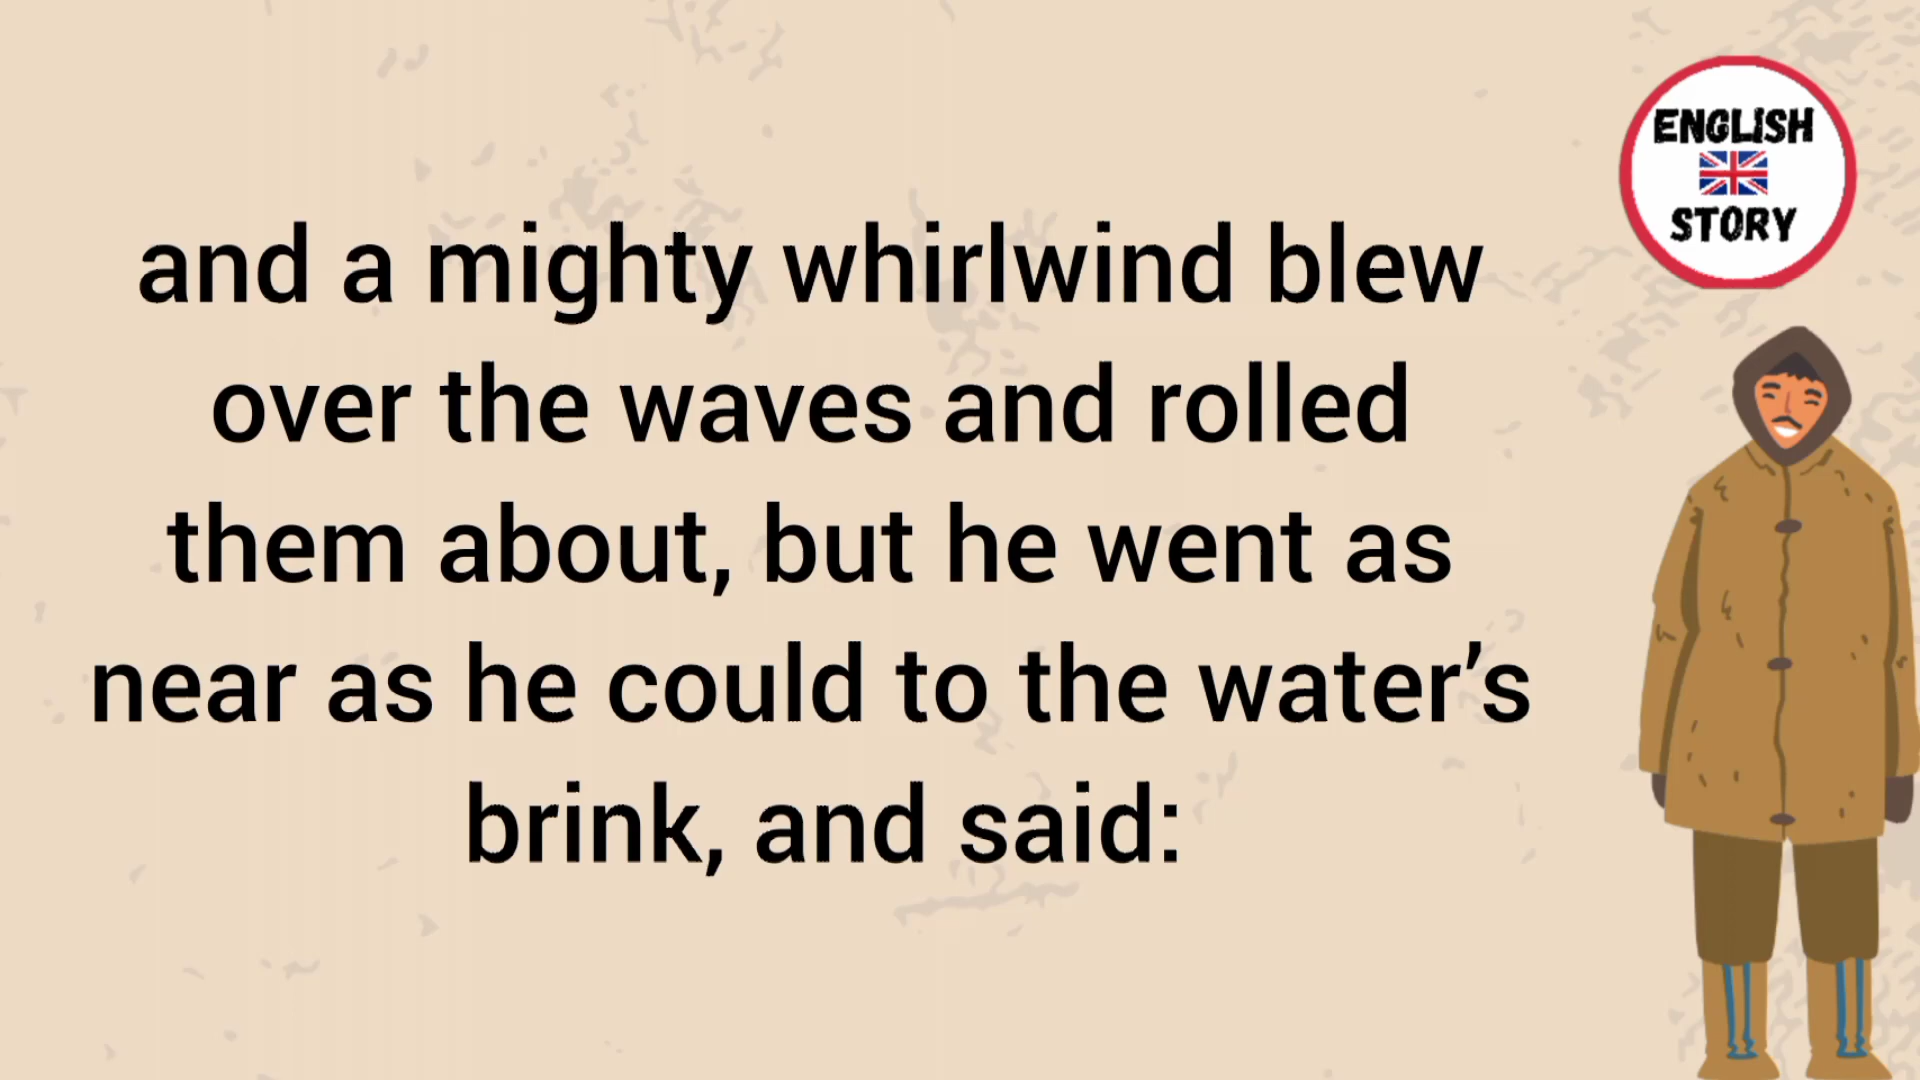 and a mighty whirlwind blew
over the waves and rolled
them about, but he went as
near as he could to the water’s
brink, and said:
ENGLISH
STORY